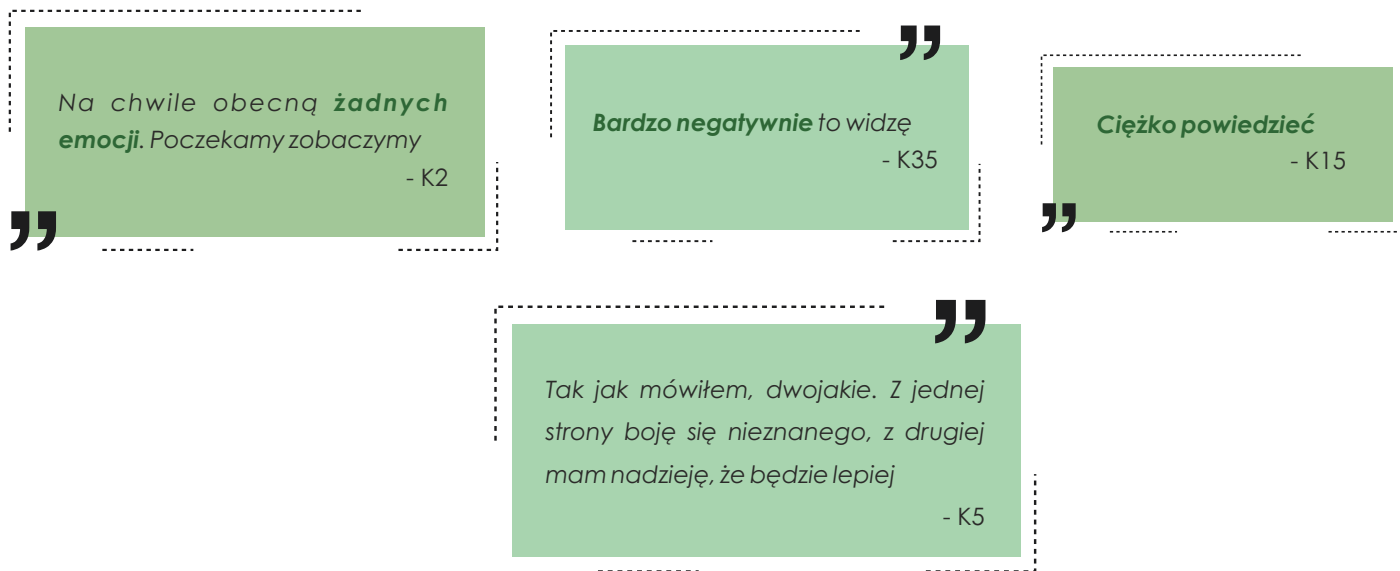 Na chwile obecną żadnych
emocji. Poczekamy zobaczymy
- K2
Bardzo negatywnie to widzę
- K35
Ciężko powiedzieć
- K15
Tak jak mówiłem, dwojakie. Z jednej
strony boję się nieznanego, z drugiej
mam nadzieję, że będzie lepiej
- K5